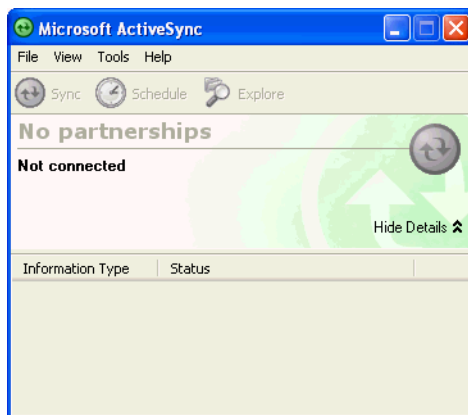 Microsoft ActiveSync
File View Tools Help
Sync Schedule Explore
No partnerships
Not connected
Hide Details
Information Type Status